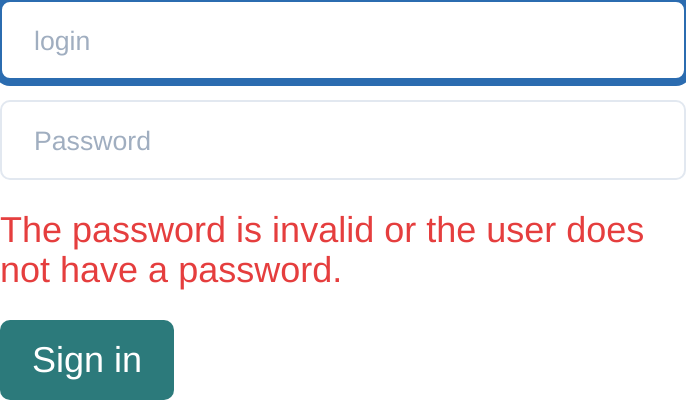 login
Password
The password is invalid or the user does
not have a password.
Sign in